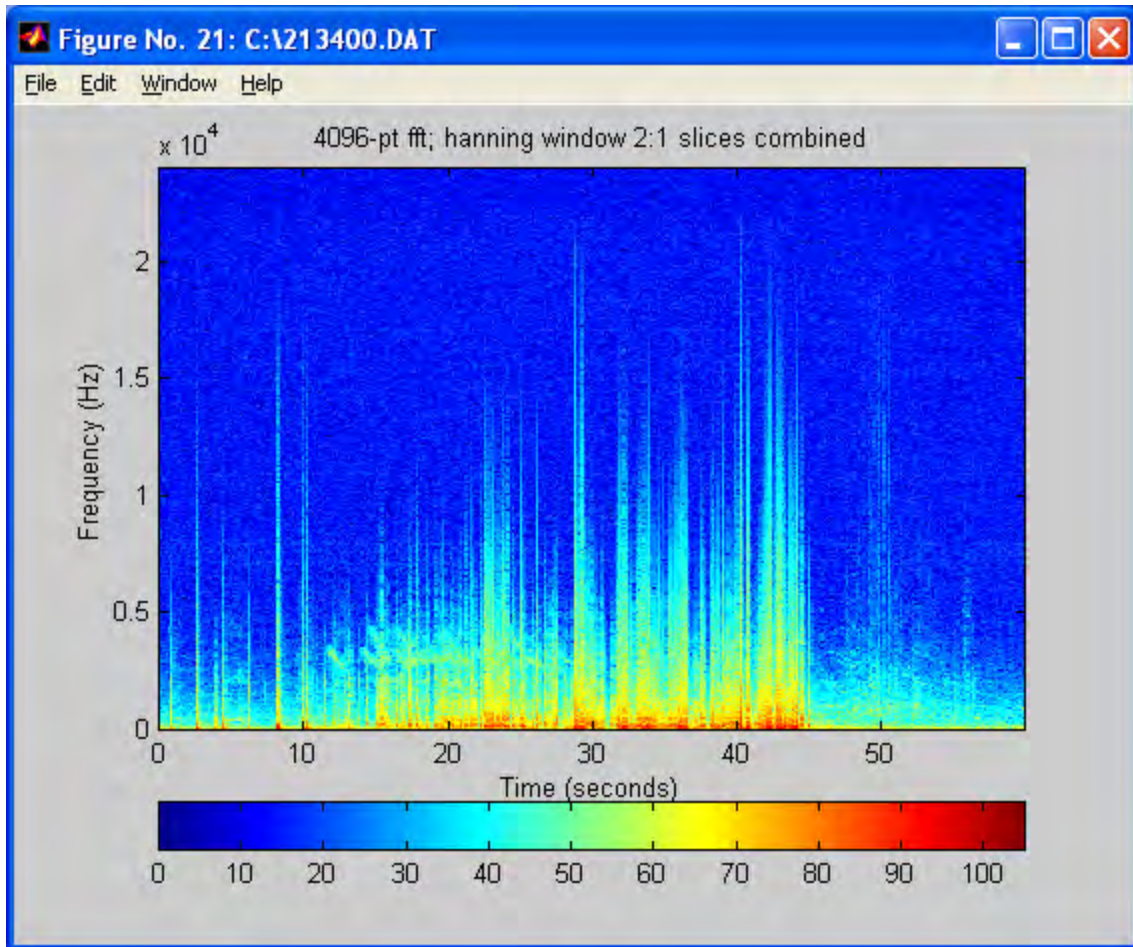 Figure No. 21: C:\213400.DAT
File Edit Window Help
x 10^4
4096-pt fft; hanning window 2:1 slices combined
2
1.5
1
0.5
0
Frequency (Hz)
0 10 20 30 40 50
Time (seconds)
0 10 20 30 40 50 60 70 80 90 100